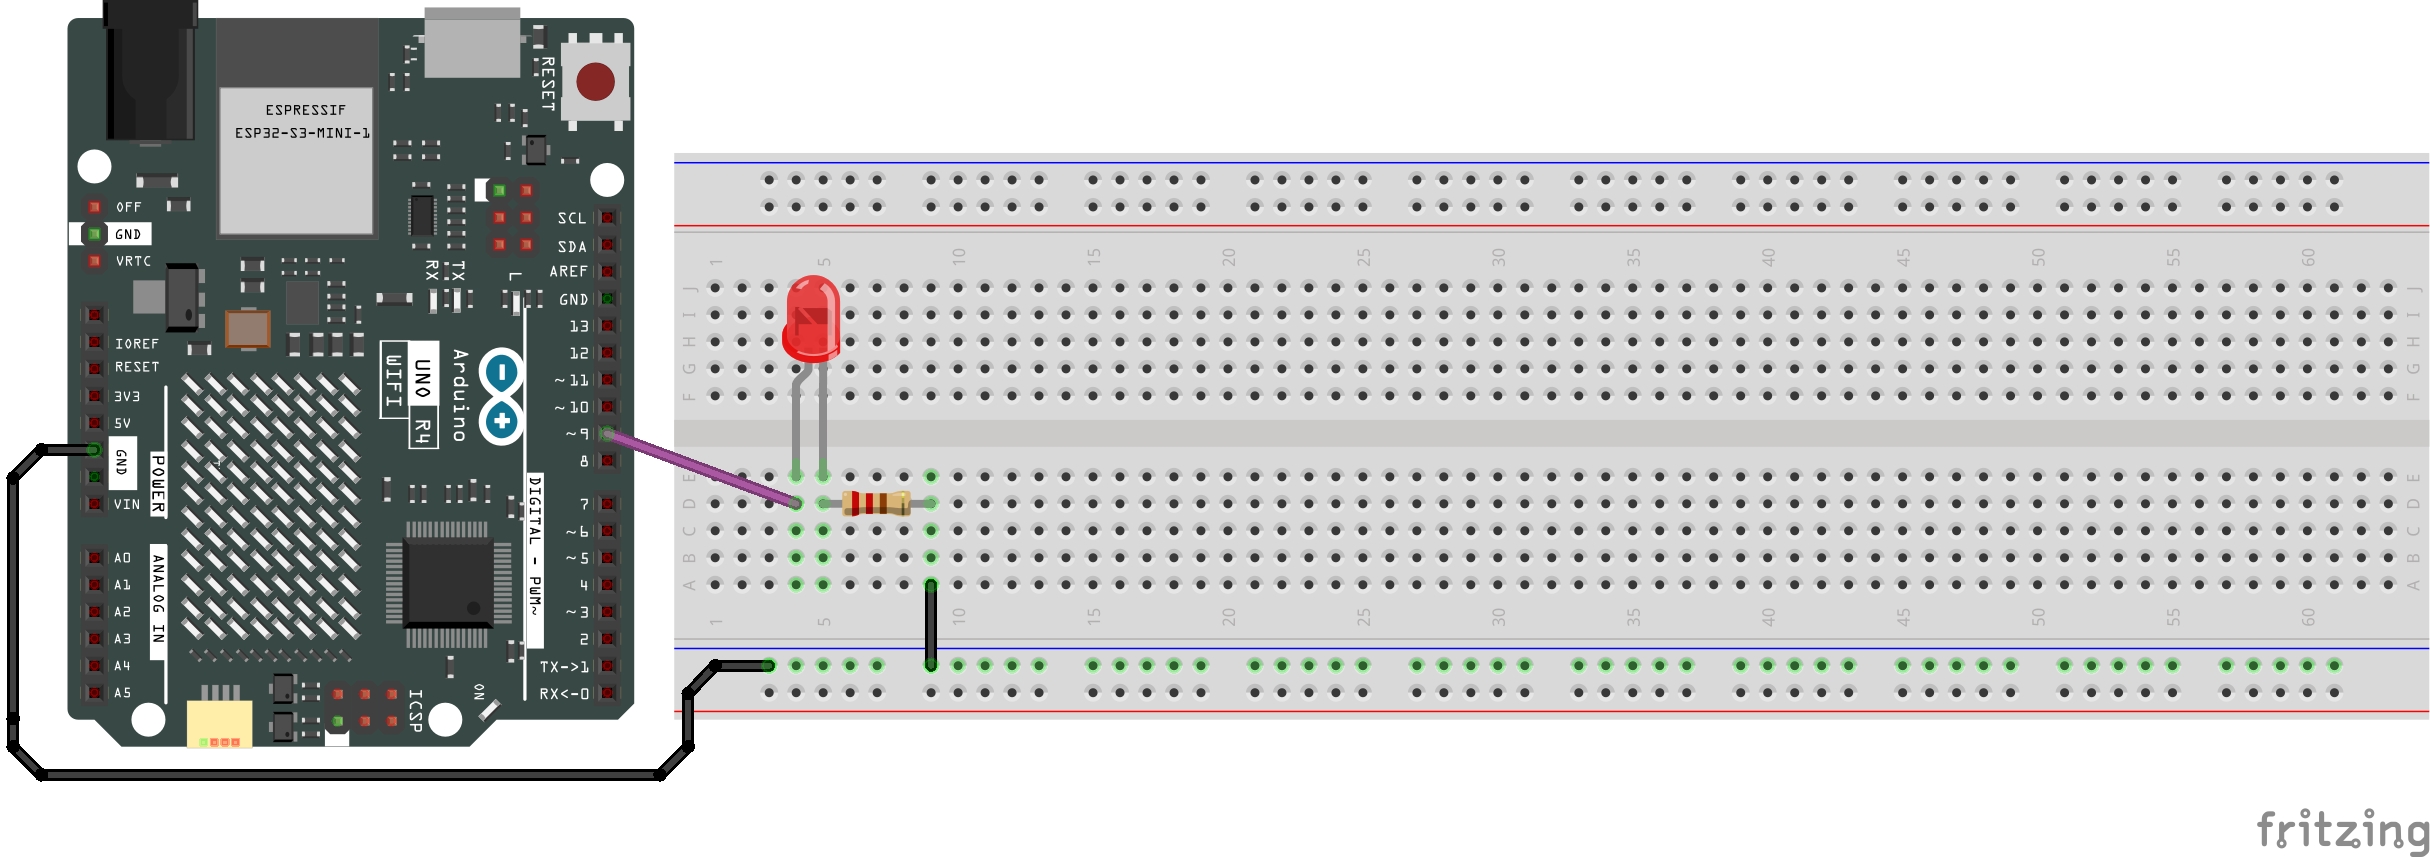 ESPRESSIF
ESP32-S3-MINI-1
RESET
OFF
GND
VRTC
IOREF
RESET
3V3
5V
GND
VIN
POWER
A0
A1
A2
A3
A4
A5
ANALOG IN
RX
TX
L
WIFI
UNO
R4
Arduino
SCL
SDA
AREF
GND
13
12
~11
~10
~9
8
7
~6
~5
4
~3
2
TX->1
RX<-0
DIGITAL - PWM~
ICSP
ON
1 5 10 15 20 25 30 35 40 45 50 55 60
J J
I I
H H
G G
F F
E E
D D
C C
B B
A A
1 5 10 15 20 25 30 35 40 45 50 55 60
fritzing